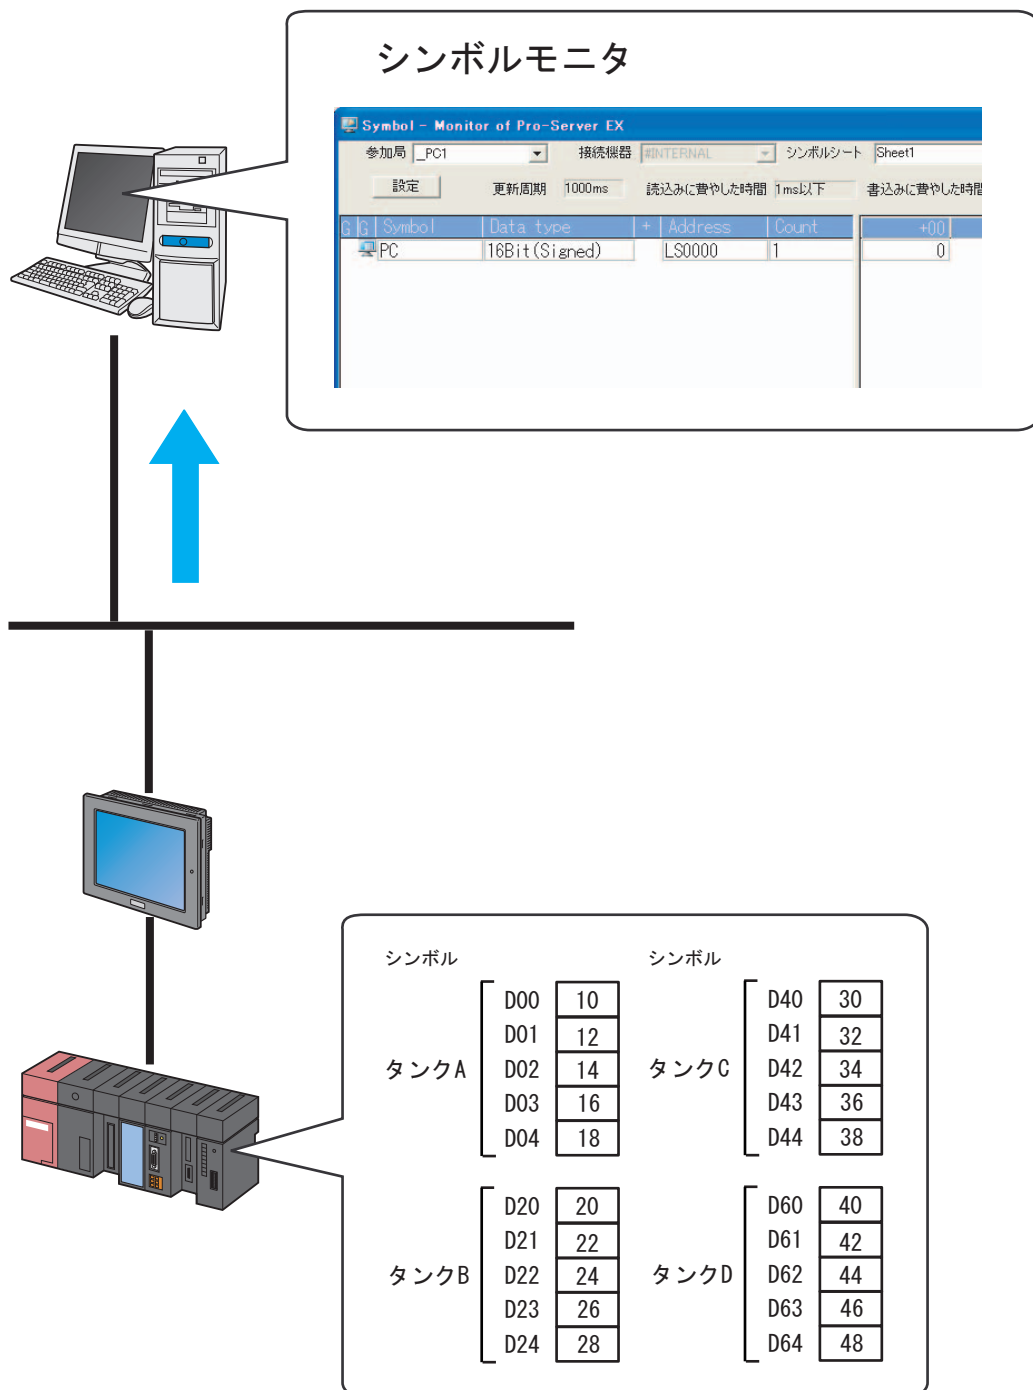 シンボルモニタ
Symbol - Monitor of Pro-Server EX
参加局 _PC1 接続機器 #INTERNAL シンボルシート Sheet1
設定 更新周期 1000ms 読込みに費やした時間 1ms以下 書込みに費やした時間
G G Symbol Data type + Address Count +00
PC 16Bit(Signed) LS0000 1 0
シンボル
タンクA
D00 10
D01 12
D02 14
D03 16
D04 18
タンクB
D20 20
D21 22
D22 24
D23 26
D24 28
シンボル
タンクC
D40 30
D41 32
D42 34
D43 36
D44 38
タンクD
D60 40
D61 42
D62 44
D63 46
D64 48